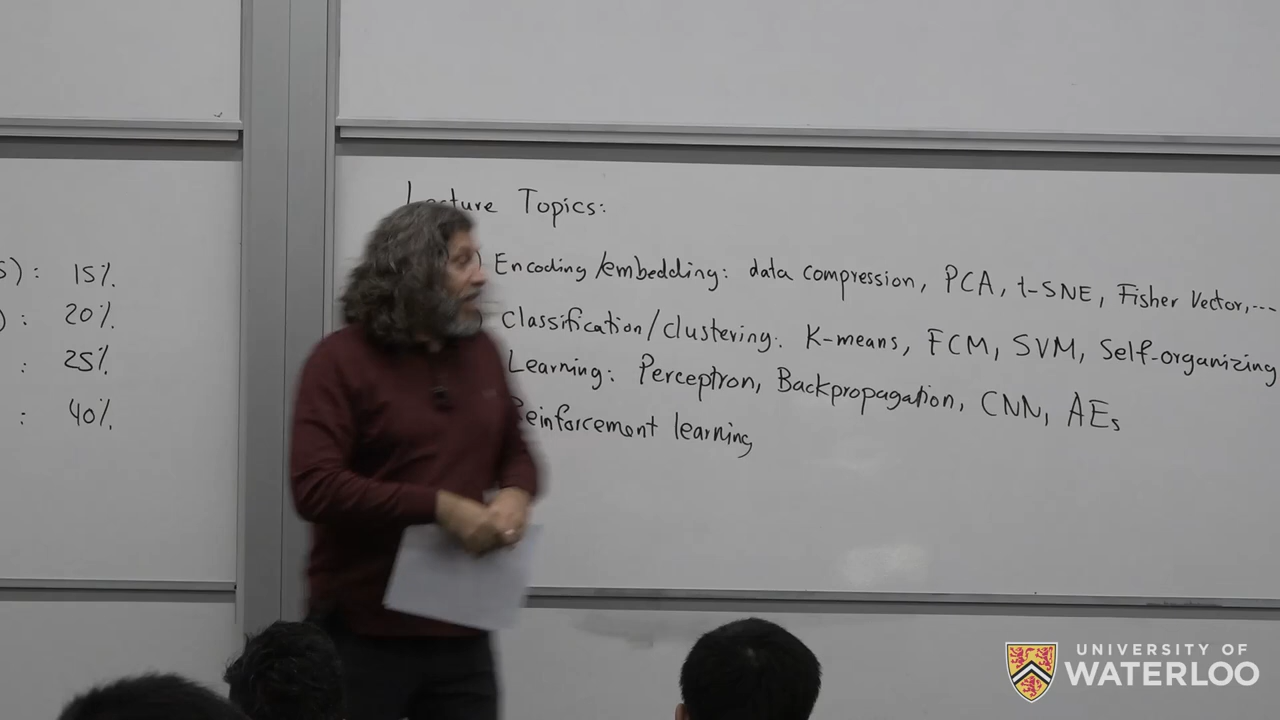 Lecture Topics:
Encoding/embedding: data compression, PCA, t-SNE, Fisher Vector,---
Classification/clustering: K-means, FCM, SVM, Self-organizing
Learning: Perceptron, Backpropagation, CNN, AEs
Reinforcement learning
S): 15%
): 20%
: 25%
: 40%
UNIVERSITY OF
WATERLOO